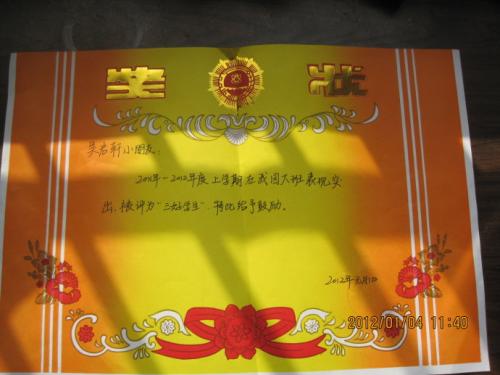 奖 状
吴若轩小朋友:
2011年—2012年度上学期在我园大班表现突
出,被评为"三好学生",特此给予鼓励。
2012年元月1日
2012/01/04 11:40